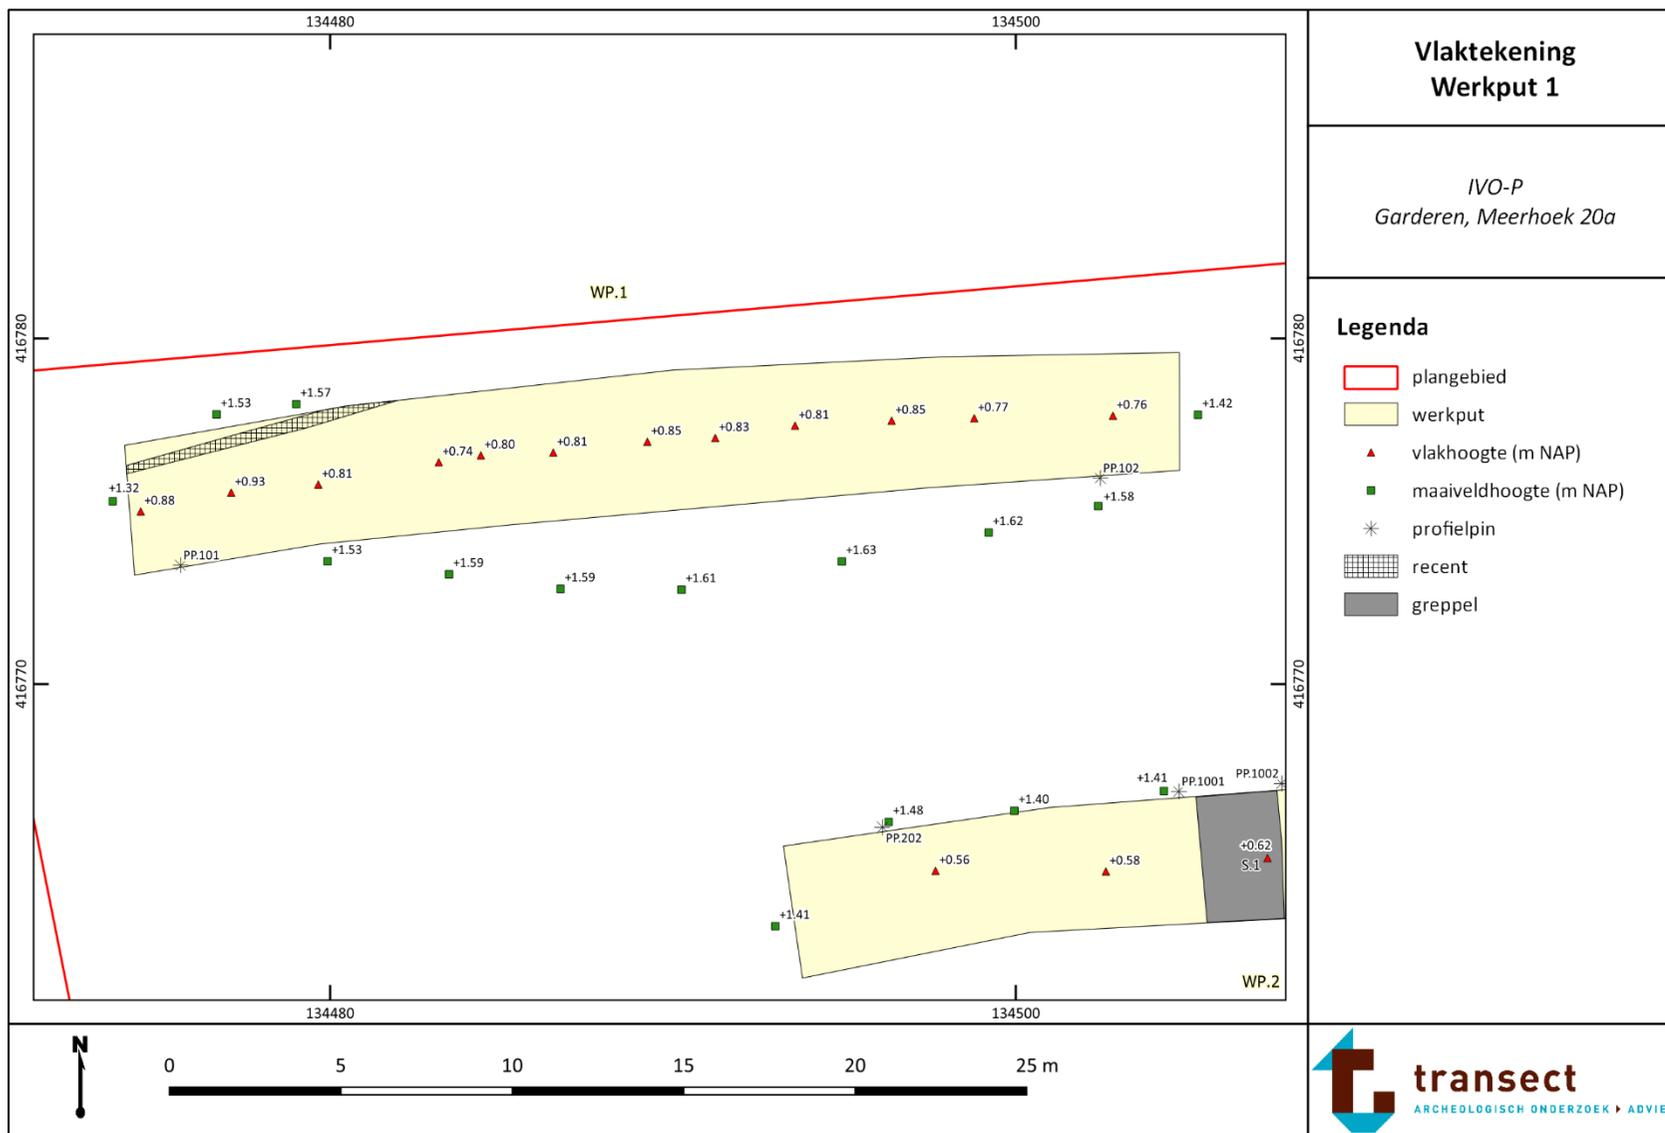 134480
134500
Vlaktekening
Werkput 1
IVO-P
Garderen, Meerhoek 20a
WP.1
416780
416780
+1.53
+1.57
+1.42
+0.76
+0.77
+0.85
+0.81
+0.83
+0.85
+0.81
+0.80
+0.74
+0.81
+0.93
+0.88
+1.32
PP.102
+1.58
+1.62
+1.63
PP.101
+1.53
+1.59
+1.59
+1.61
416770
416770
Legenda
plangebied
werkput
vlakhoogte (m NAP)
maaiveldhoogte (m NAP)
profielpin
recent
greppel
+1.41
PP.1001
PP.1002
+1.48
+1.40
PP.202
+0.56
+0.58
+0.62
S.1
+1.41
WP.2
134480
134500
N
0 5 10 15 20 25 m
transect
ARCHEOLOGISCH ONDERZOEK ADVIE